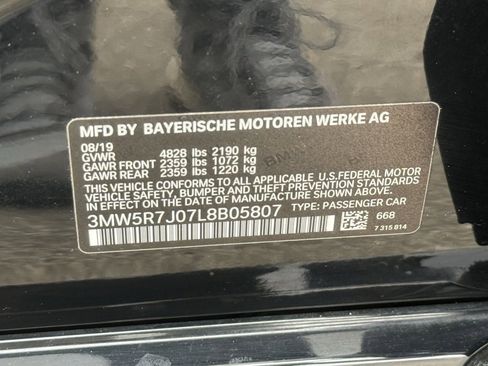 MFD BY BAYERISCHE MOTOREN WERKE AG
08/19
GVWR 4828 lbs 2190 kg
GAWR FRONT 2359 lbs 1072 kg
GAWR REAR 2359 lbs 1220 kg
THIS VEHICLE CONFORMS TO ALL APPLICABLE U.S.FEDERAL MOTOR
VEHICLE SAFETY, BUMPER AND THEFT PREVENTION STANDARDS IN
EFFECT ON THE DATE OF MANUFACTURE SHOWN ABOVE.
3MW5R7J07L8B05807 TYPE: PASSENGER CAR
668
7 315 814